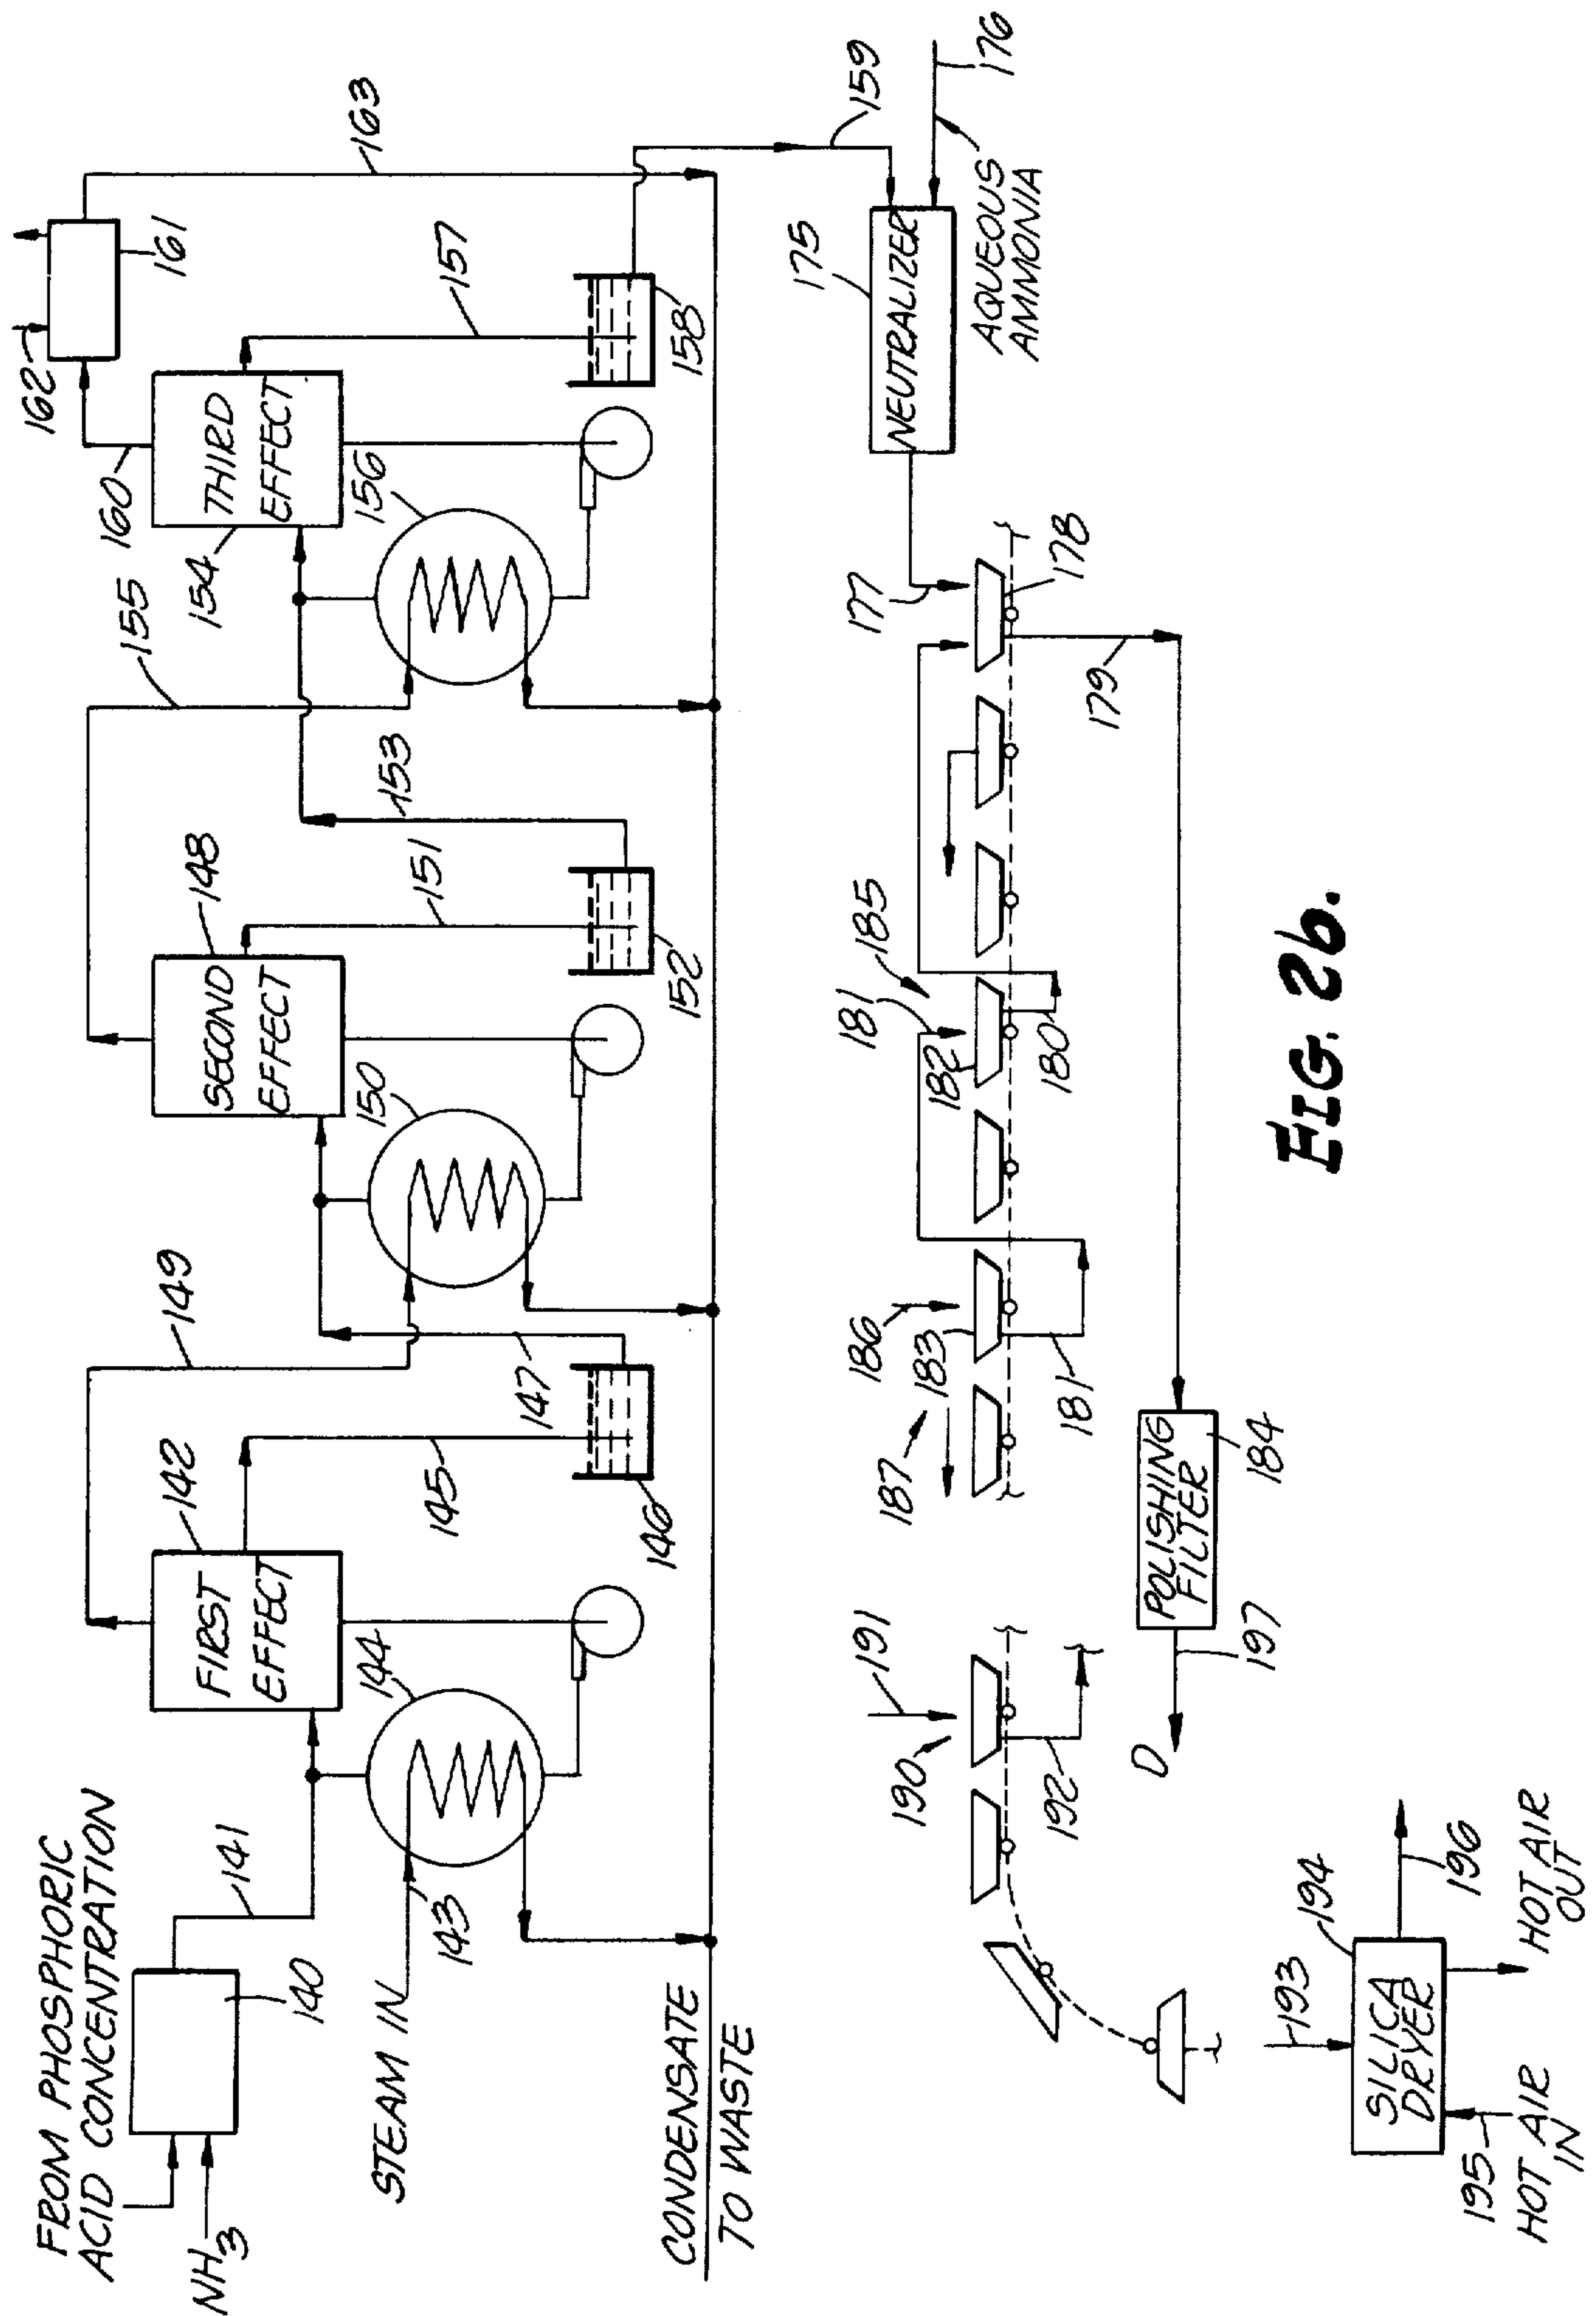 FROM PHOSPHORIC
ACID CONCENTRATION
NH3
140
141
FIRST
EFFECT
142
STEAM IN
143
144
145
146
147
149
SECOND
EFFECT
148
150
151
152
153
155
THIRD
EFFECT
154
156
157
158
160
161
162
163
CONDENSATE
TO WASTE
159
NEUTRALIZER
175
AQUEOUS
AMMONIA
176
177
178
179
180
181
182
185
181
183
186
187
190
191
192
POLISHING
FILTER
184
197
D
SILICA
DRYER
193
194
195
196
HOT AIR
IN
HOT AIR
OUT
FIG. 2b.